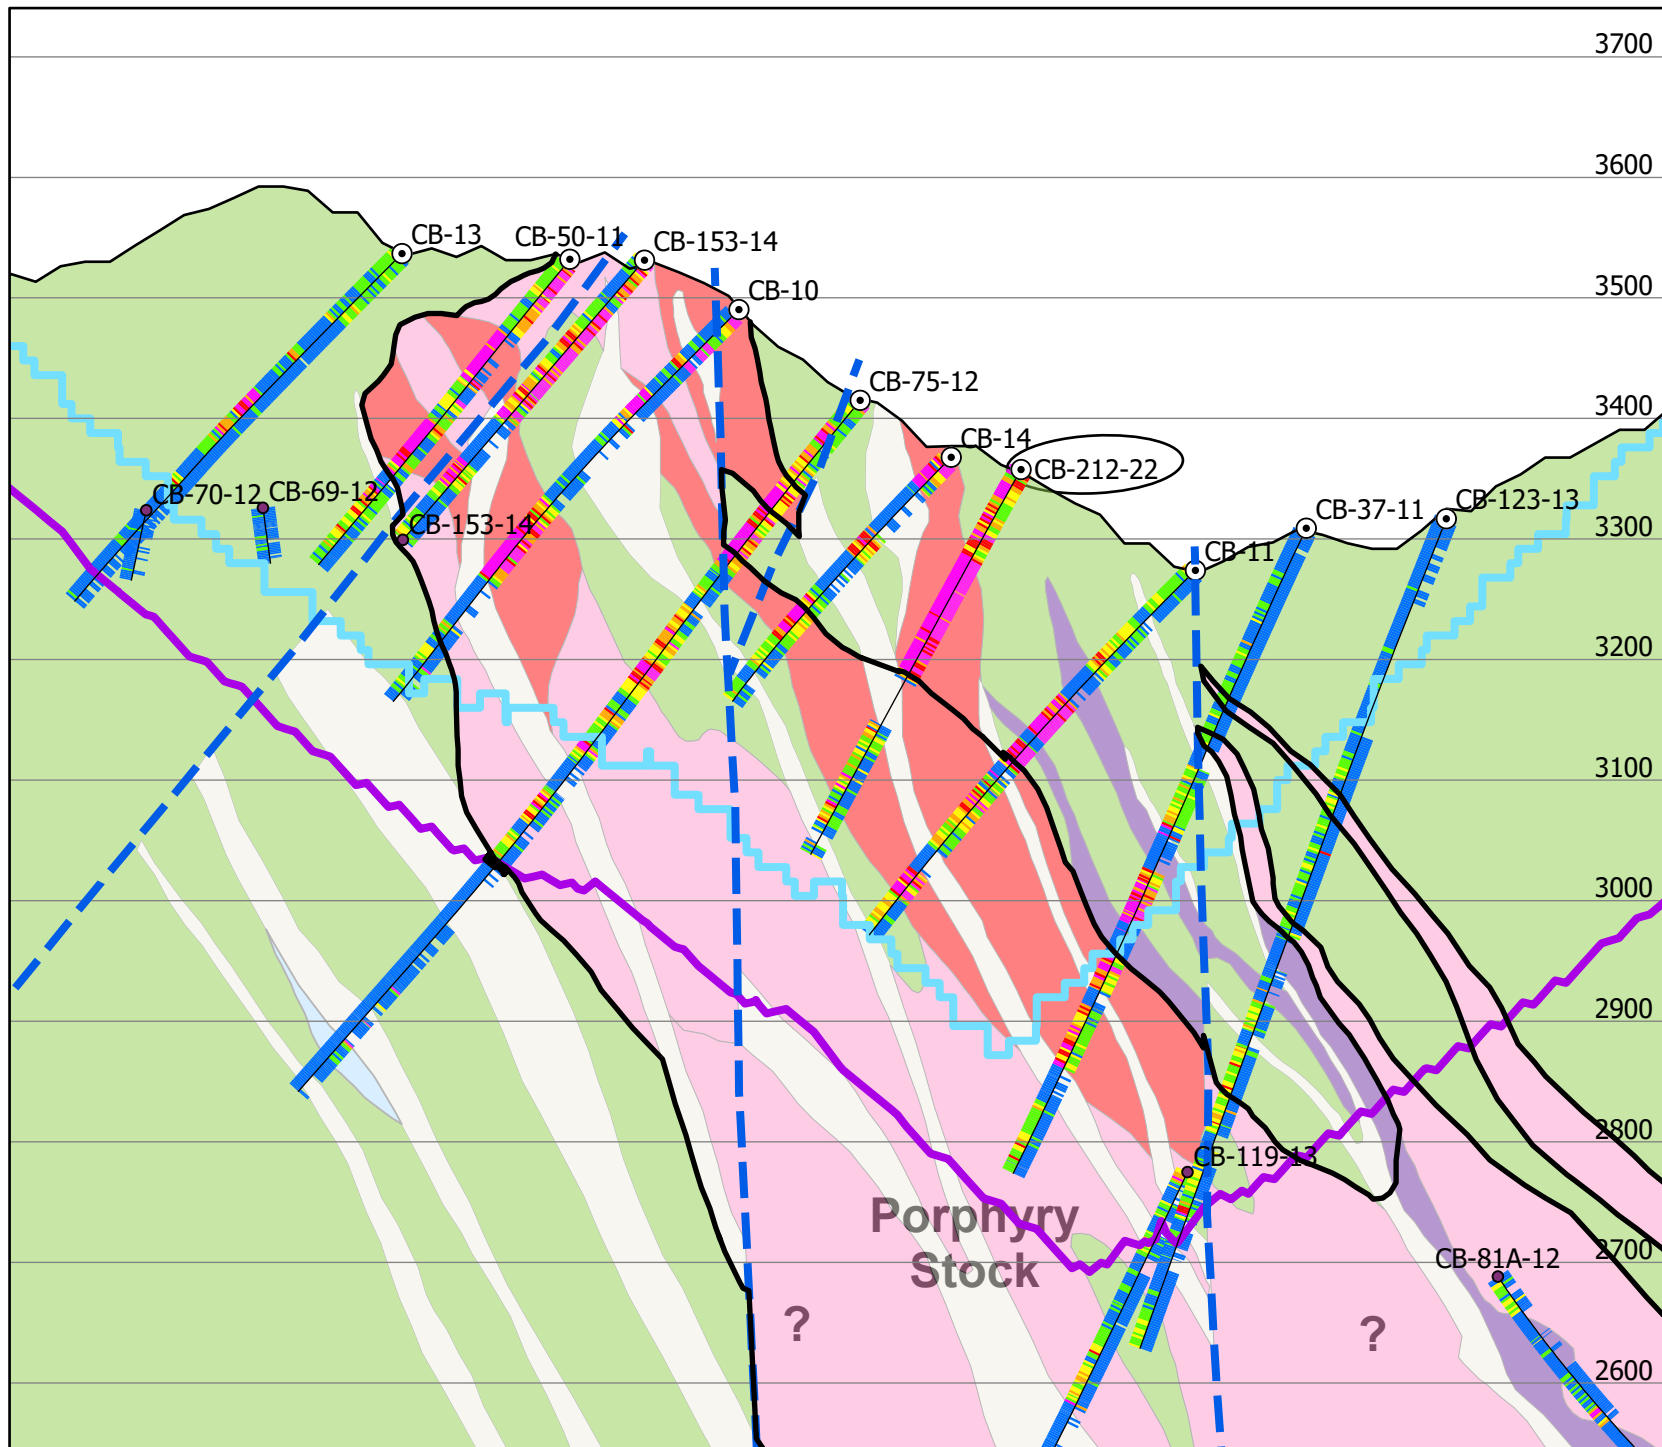 3700
3600
CB-13
CB-50-11
CB-153-14
CB-10
3500
CB-75-12
3400
CB-14
CB-212-22
CB-70-12
CB-69-12
CB-153-14
CB-37-11
CB-123-13
3300
CB-11
3200
3100
3000
2900
2800
CB-119-13
Porphyry
Stock
2700
CB-81A-12
?
?
2600